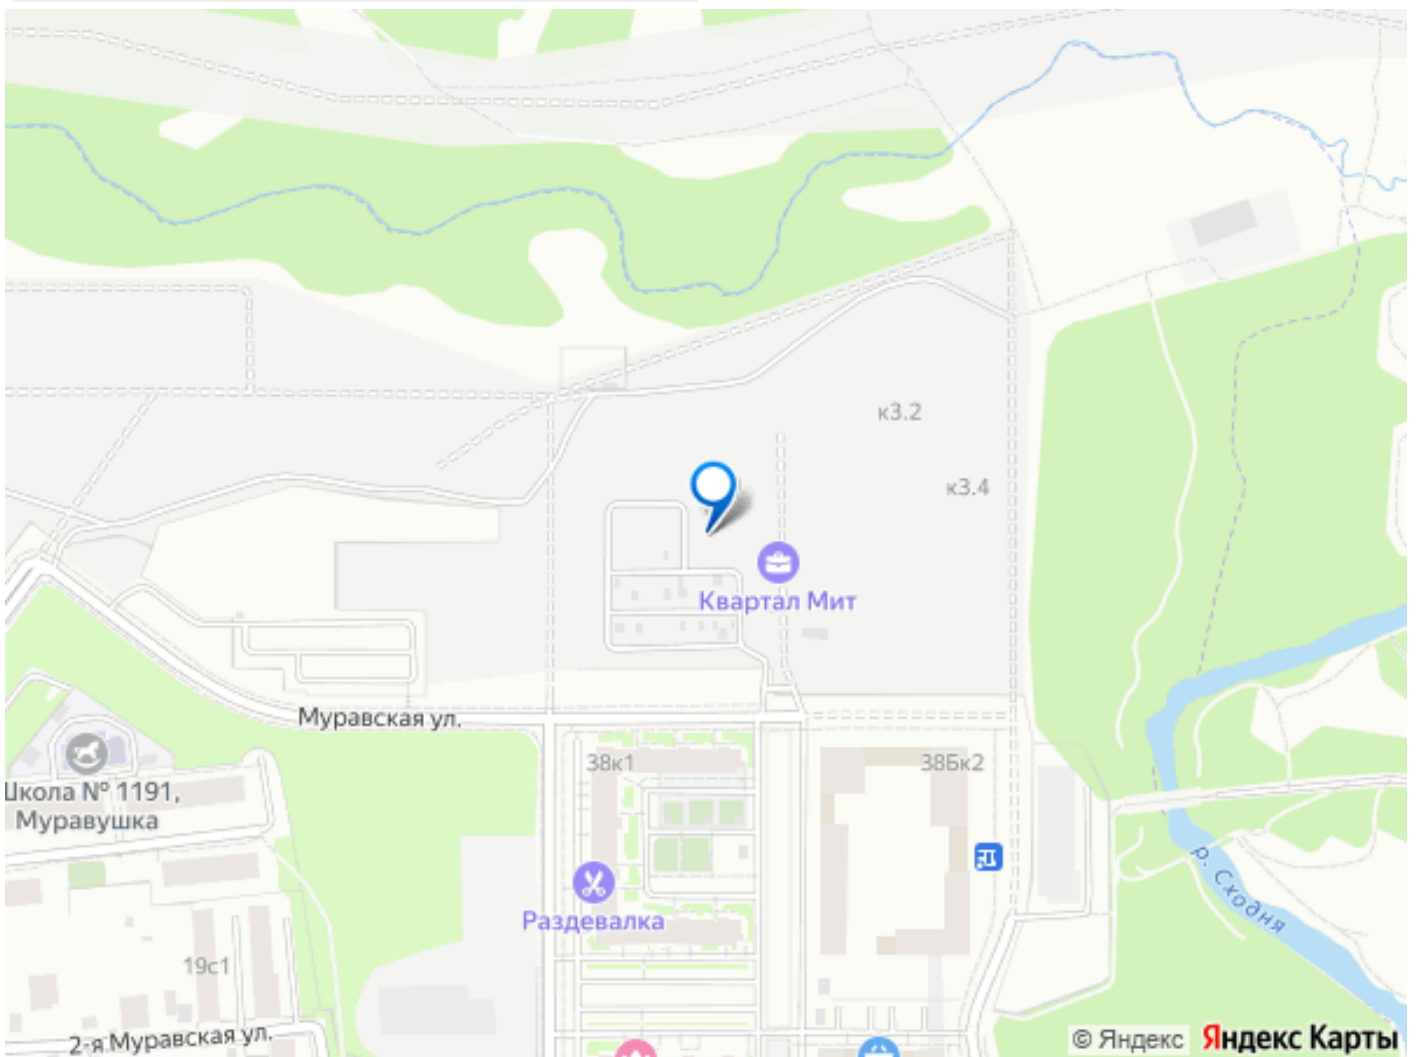 к3.2
к3.4
Квартал Мит
Муравская ул.
38к1
38Бк2
Школа № 1191,
Муравушка
р. Сходня
Раздевалка
19с1
2-я Муравская ул.
© Яндекс Яндекс Карты